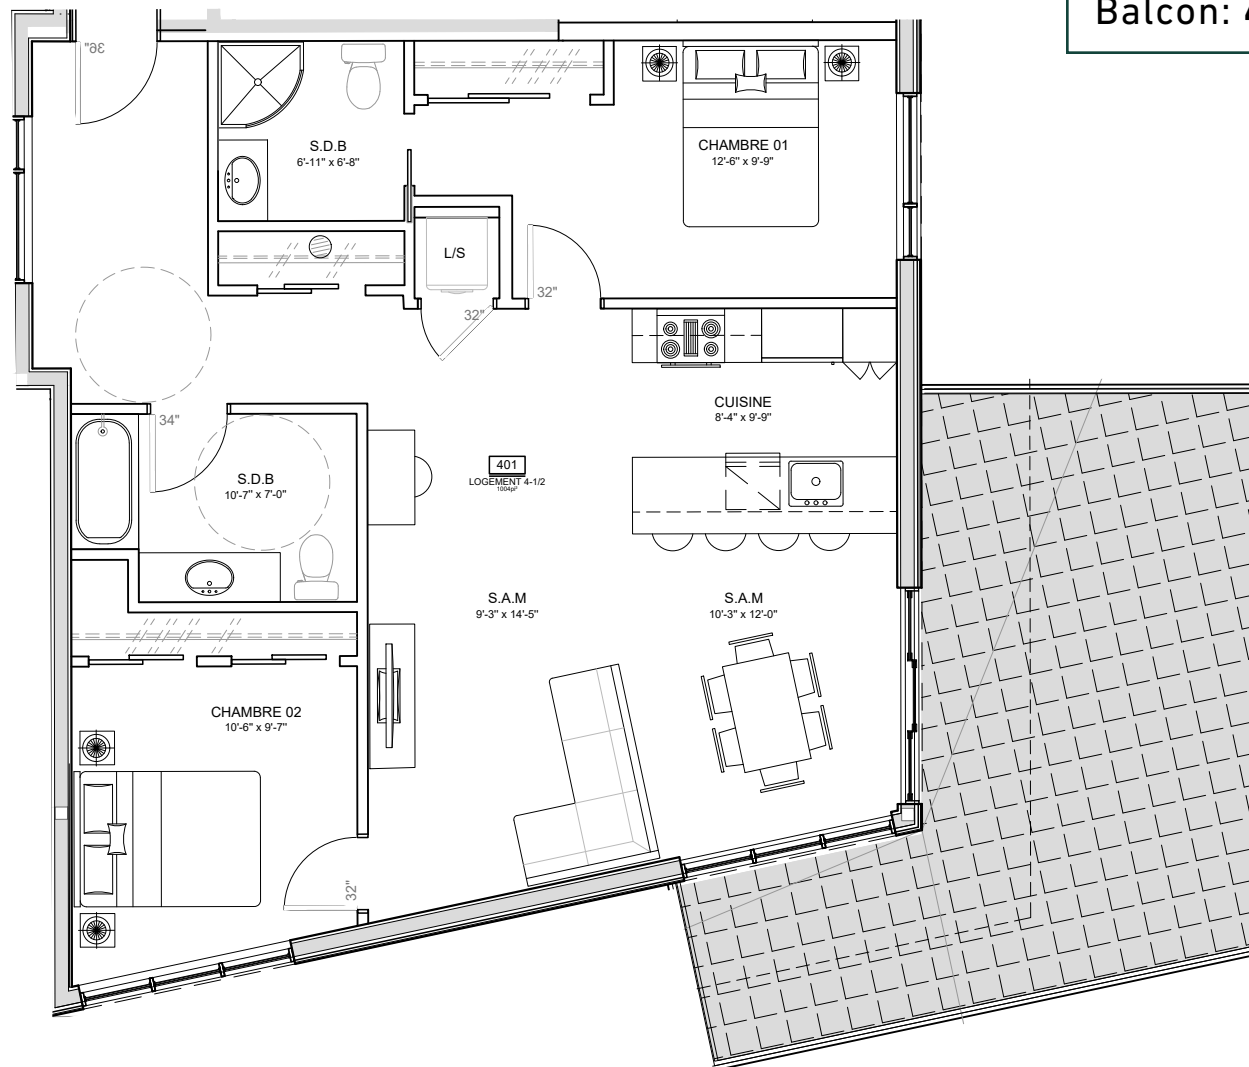 Balcon: 4
36"
S.D.B
6'-11" x 6'-8"
CHAMBRE 01
12'-6" x 9'-9"
L/S
32"
32"
CUISINE
8'-4" x 9'-9"
34"
S.D.B
10'-7" x 7'-0"
401
LOGEMENT 4-1/2
1004pi²
S.A.M
9'-3" x 14'-5"
S.A.M
10'-3" x 12'-0"
CHAMBRE 02
10'-6" x 9'-7"
32"